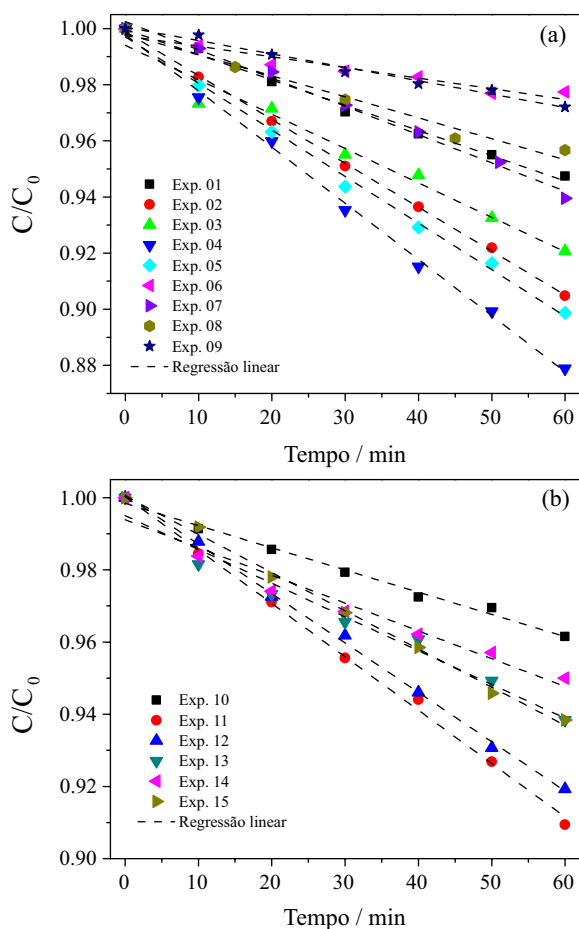 (a)
1.00
0.98
0.96
0.94
0.92
0.90
0.88
C/C₀
Exp. 01
Exp. 02
Exp. 03
Exp. 04
Exp. 05
Exp. 06
Exp. 07
Exp. 08
Exp. 09
Regressão linear
0 10 20 30 40 50 60
Tempo / min
(b)
1.00
0.98
0.96
0.94
0.92
0.90
C/C₀
Exp. 10
Exp. 11
Exp. 12
Exp. 13
Exp. 14
Exp. 15
Regressão linear
0 10 20 30 40 50 60
Tempo / min